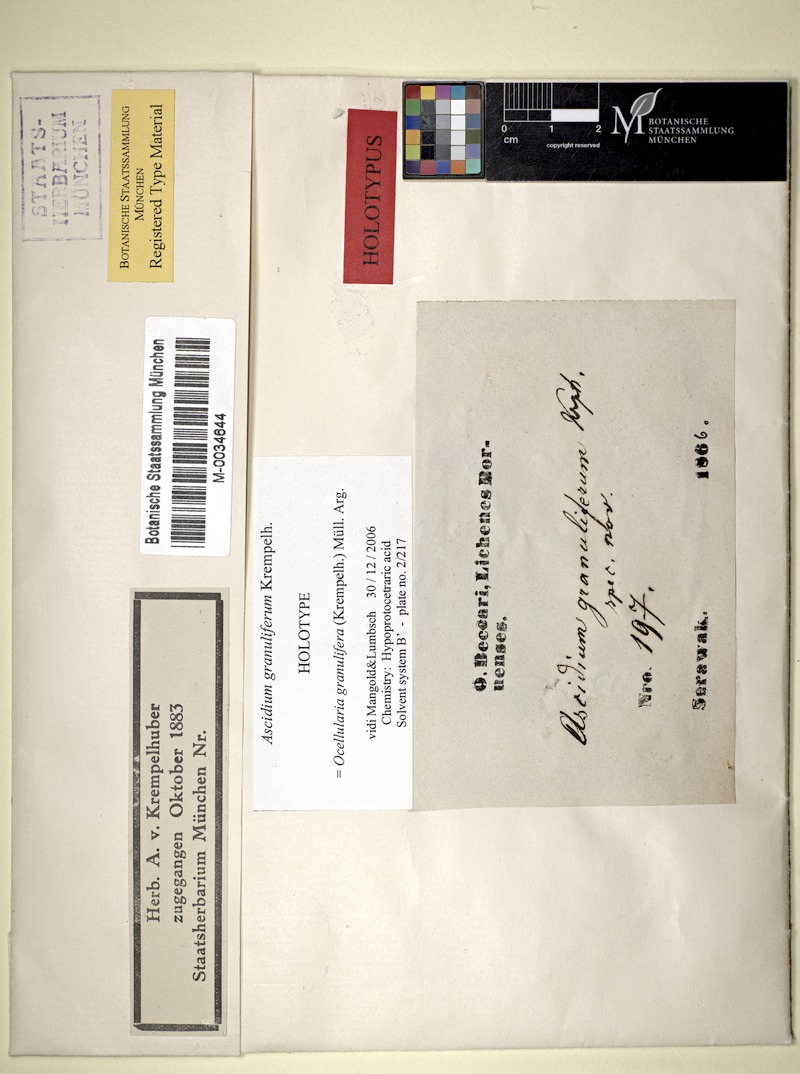 STAATS-
HERBARIUM
MÜNCHEN
BOTANISCHE STAATSSAMMLUNG
MÜNCHEN
Registered Type Material
Botanische Staatssammlung München
M-0034644
Herb. A. v. Krempelhuber
zugegangen Oktober 1883
Staatsherbarium München Nr.
HOLOTYPUS
0 1 2
cm
copyright reserved
M
BOTANISCHE
STAATSSAMMLUNG
MÜNCHEN
Ascidium granuliferum Krempelh.
HOLOTYPE
= Ocellularia granulifera (Krempelh.) Müll. Arg.
vidi Mangold&Lumbsch 30 / 12 / 2006
Chemistry: Hypoprotocetraric acid
Solvent system B' - plate no. 2/217
O. Beccari, Lichenes Bor-
nenses.
Ascidium granuliferum Kph.
spec. nov.
Nro. 197.
Sarawak. 1866.